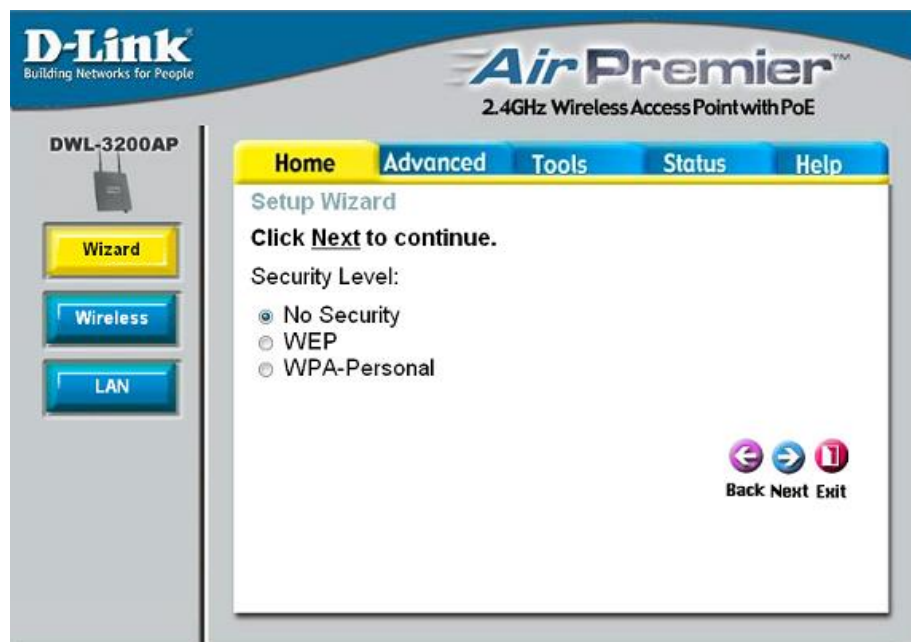 D-Link
Building Networks for People
AirPremier™
2.4GHz Wireless Access Point with PoE
DWL-3200AP
Home Advanced Tools Status Help
Wizard
Wireless
LAN
Setup Wizard
Click Next to continue.
Security Level:
No Security
WEP
WPA-Personal
Back Next Exit